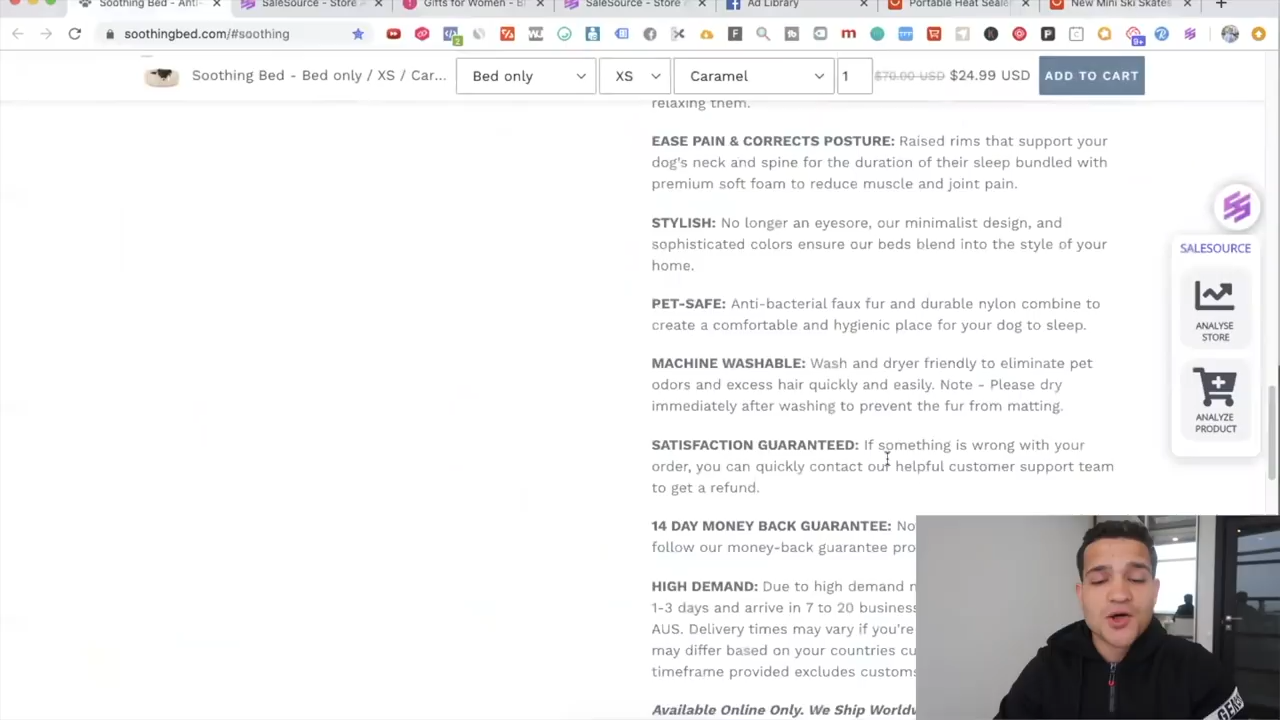 Soothing Bed - Anti-
SaleSource - Store A
Gifts for Women - B
SaleSource - Store
Ad Library
Portable Heat Sealer
New Mini Ski Skates
soothingbed.com/#soothing
Soothing Bed - Bed only / XS / Car...
Bed only
XS
Caramel
1
$70.00 USD $24.99 USD
ADD TO CART
relaxing them.
EASE PAIN & CORRECTS POSTURE: Raised rims that support your
dog's neck and spine for the duration of their sleep bundled with
premium soft foam to reduce muscle and joint pain.
STYLISH: No longer an eyesore, our minimalist design, and
sophisticated colors ensure our beds blend into the style of your
home.
PET-SAFE: Anti-bacterial faux fur and durable nylon combine to
create a comfortable and hygienic place for your dog to sleep.
MACHINE WASHABLE: Wash and dryer friendly to eliminate pet
odors and excess hair quickly and easily. Note - Please dry
immediately after washing to prevent the fur from matting.
SATISFACTION GUARANTEED: If something is wrong with your
order, you can quickly contact our helpful customer support team
to get a refund.
14 DAY MONEY BACK GUARANTEE: No
follow our money-back guarantee pro
HIGH DEMAND: Due to high demand
1-3 days and arrive in 7 to 20 business
AUS. Delivery times may vary if you're
may differ based on your countries cu
timeframe provided excludes customs
Available Online Only. We Ship Worldw
SALESOURCE
ANALYSE
STORE
ANALYZE
PRODUCT